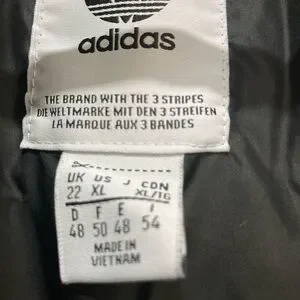 adidas
THE BRAND WITH THE 3 STRIPES
DIE WELTMARKE MIT DEN 3 STREIFEN
LA MARQUE AUX 3 BANDES
UK US J CDN
22 XL XL/TG
D F E I
48 50 48 54
MADE IN
VIETNAM